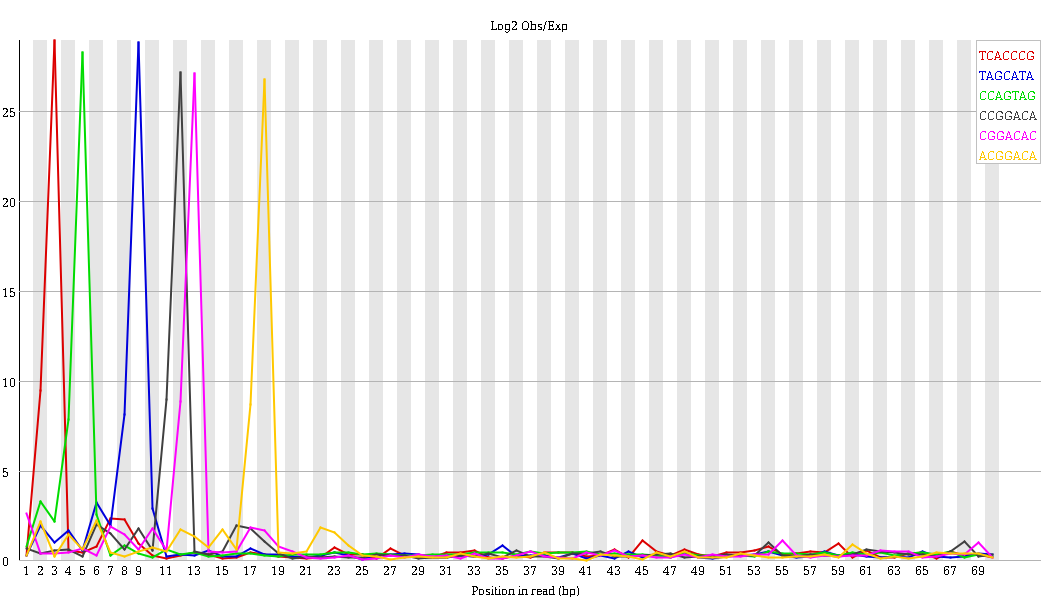 Log2 Obs/Exp
TCACCCG
TAGCATA
CCAGTAG
CCGGACA
CGGACAC
ACGGACA
25
20
15
10
5
0
1 2 3 4 5 6 7 8 9 11 13 15 17 19 21 23 25 27 29 31 33 35 37 39 41 43 45 47 49 51 53 55 57 59 61 63 65 67 69
Position in read (bp)